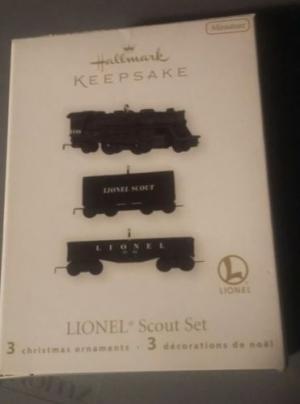 Miniature
Hallmark
KEEPSAKE
LIONEL SCOUT
LIONEL
L
LIONEL
LIONEL® Scout Set
3 christmas ornaments · 3 décorations de noël